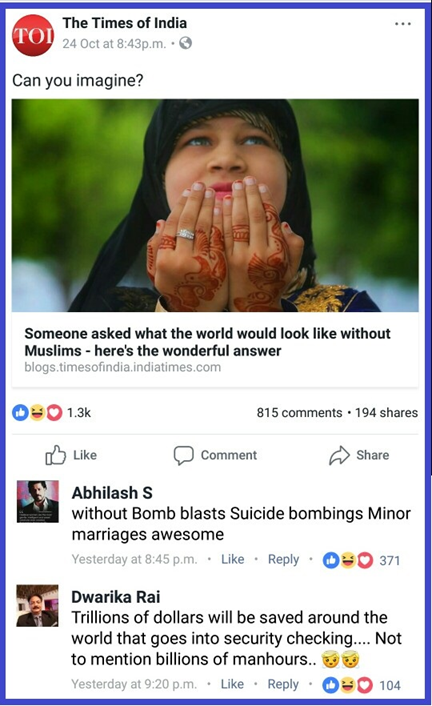 TOI
The Times of India
24 Oct at 8:43p.m.
Can you imagine?
Someone asked what the world would look like without
Muslims - here's the wonderful answer
blogs.timesofindia.indiatimes.com
1.3k 815 comments • 194 shares
Like Comment Share
Abhilash S
without Bomb blasts Suicide bombings Minor
marriages awesome
Yesterday at 8:45 p.m. • Like • Reply • 371
Dwarika Rai
Trillions of dollars will be saved around the
world that goes into security checking.... Not
to mention billions of manhours..
Yesterday at 9:20 p.m. • Like • Reply • 104